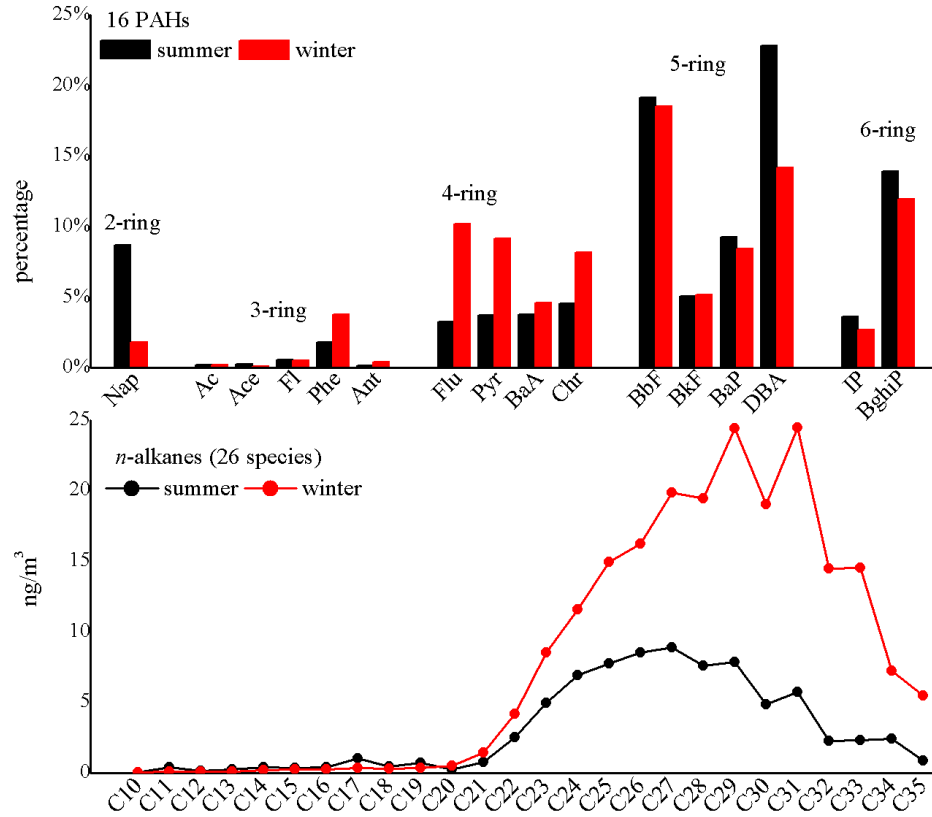 25%
16 PAHs
summer winter
20%
5-ring
15%
6-ring
4-ring
10%
2-ring
5%
3-ring
0%
percentage
Nap Ac Ace Fl Phe Ant Flu Pyr BaA Chr BbF BkF BaP DBA IP BghiP
25
n-alkanes (26 species)
summer winter
20
15
10
5
0
ng/m³
C10 C11 C12 C13 C14 C15 C16 C17 C18 C19 C20 C21 C22 C23 C24 C25 C26 C27 C28 C29 C30 C31 C32 C33 C34 C35